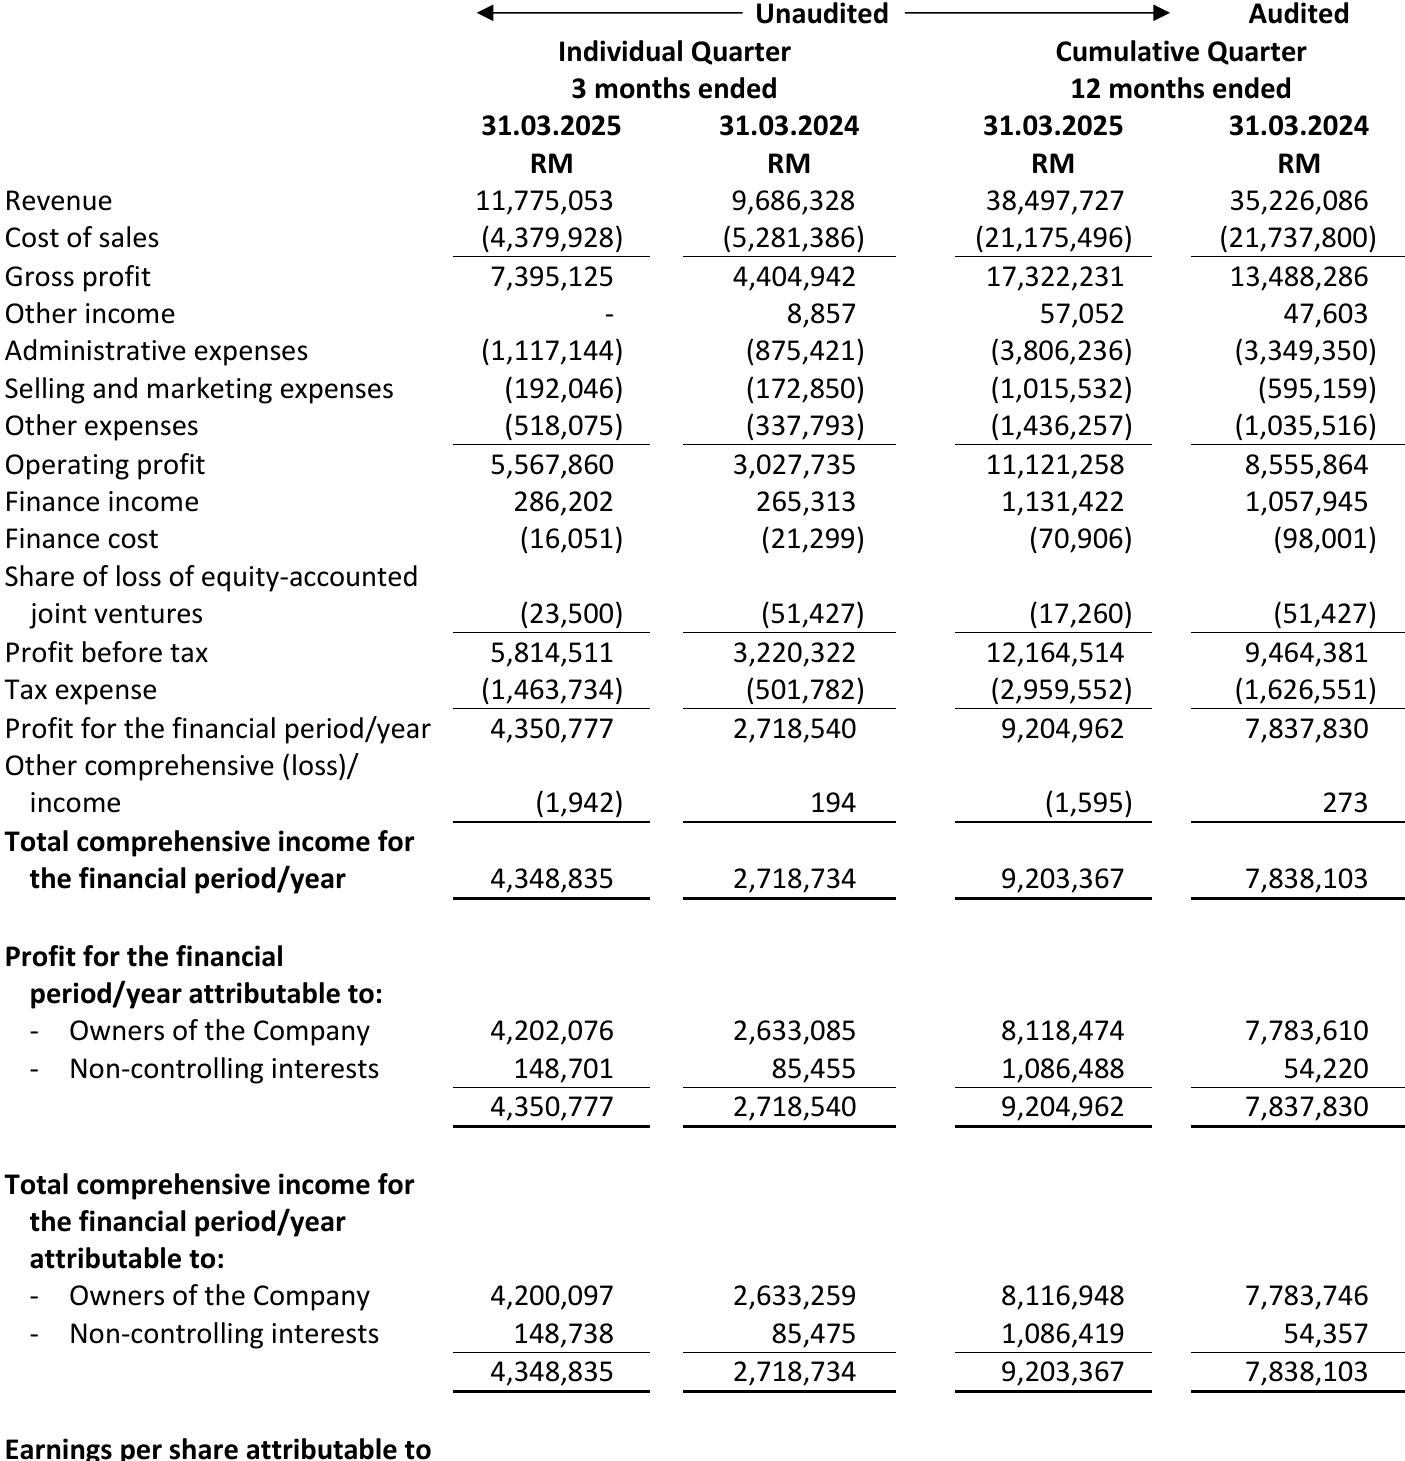 Unaudited Audited
Individual Quarter Cumulative Quarter
3 months ended 12 months ended
31.03.2025 31.03.2024 31.03.2025 31.03.2024
RM RM RM RM
Revenue 11,775,053 9,686,328 38,497,727 35,226,086
Cost of sales (4,379,928) (5,281,386) (21,175,496) (21,737,800)
Gross profit 7,395,125 4,404,942 17,322,231 13,488,286
Other income - 8,857 57,052 47,603
Administrative expenses (1,117,144) (875,421) (3,806,236) (3,349,350)
Selling and marketing expenses (192,046) (172,850) (1,015,532) (595,159)
Other expenses (518,075) (337,793) (1,436,257) (1,035,516)
Operating profit 5,567,860 3,027,735 11,121,258 8,555,864
Finance income 286,202 265,313 1,131,422 1,057,945
Finance cost (16,051) (21,299) (70,906) (98,001)
Share of loss of equity-accounted
joint ventures (23,500) (51,427) (17,260) (51,427)
Profit before tax 5,814,511 3,220,322 12,164,514 9,464,381
Tax expense (1,463,734) (501,782) (2,959,552) (1,626,551)
Profit for the financial period/year 4,350,777 2,718,540 9,204,962 7,837,830
Other comprehensive (loss)/
income (1,942) 194 (1,595) 273
Total comprehensive income for
the financial period/year 4,348,835 2,718,734 9,203,367 7,838,103
Profit for the financial
period/year attributable to:
- Owners of the Company 4,202,076 2,633,085 8,118,474 7,783,610
- Non-controlling interests 148,701 85,455 1,086,488 54,220
4,350,777 2,718,540 9,204,962 7,837,830
Total comprehensive income for
the financial period/year
attributable to:
- Owners of the Company 4,200,097 2,633,259 8,116,948 7,783,746
- Non-controlling interests 148,738 85,475 1,086,419 54,357
4,348,835 2,718,734 9,203,367 7,838,103
Earnings per share attributable to